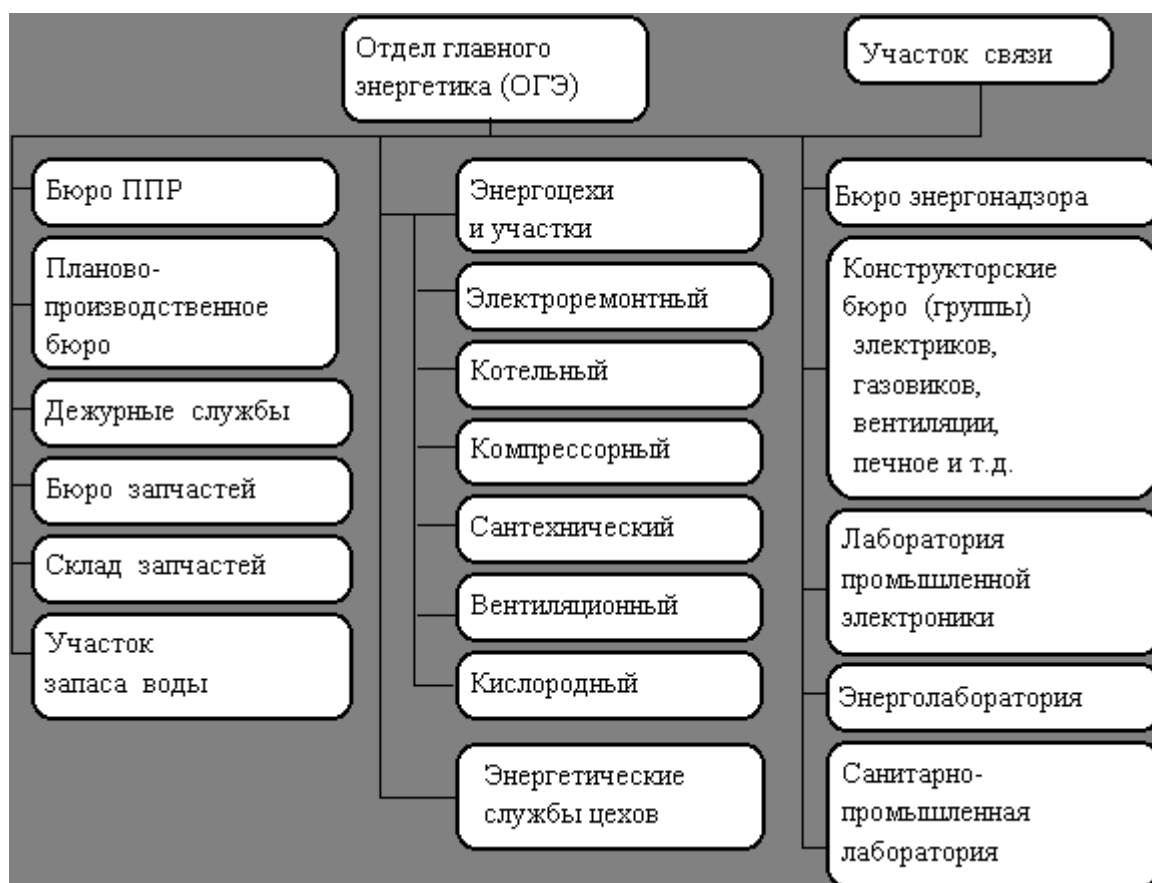 Отдел главного
энергетика (ОГЭ)
Участок связи
Бюро ППР
Планово-
производственное
бюро
Дежурные службы
Бюро запчастей
Склад запчастей
Участок
запаса воды
Энергоцехи
и участки
Электроремонтный
Котельный
Компрессорный
Сантехнический
Вентиляционный
Кислородный
Энергетические
службы цехов
Бюро энергонадзора
Конструкторские
бюро (группы)
электриков,
газовиков,
вентиляции,
печное и т.д.
Лаборатория
промышленной
электроники
Энерголаборатория
Санитарно-
промышленная
лаборатория